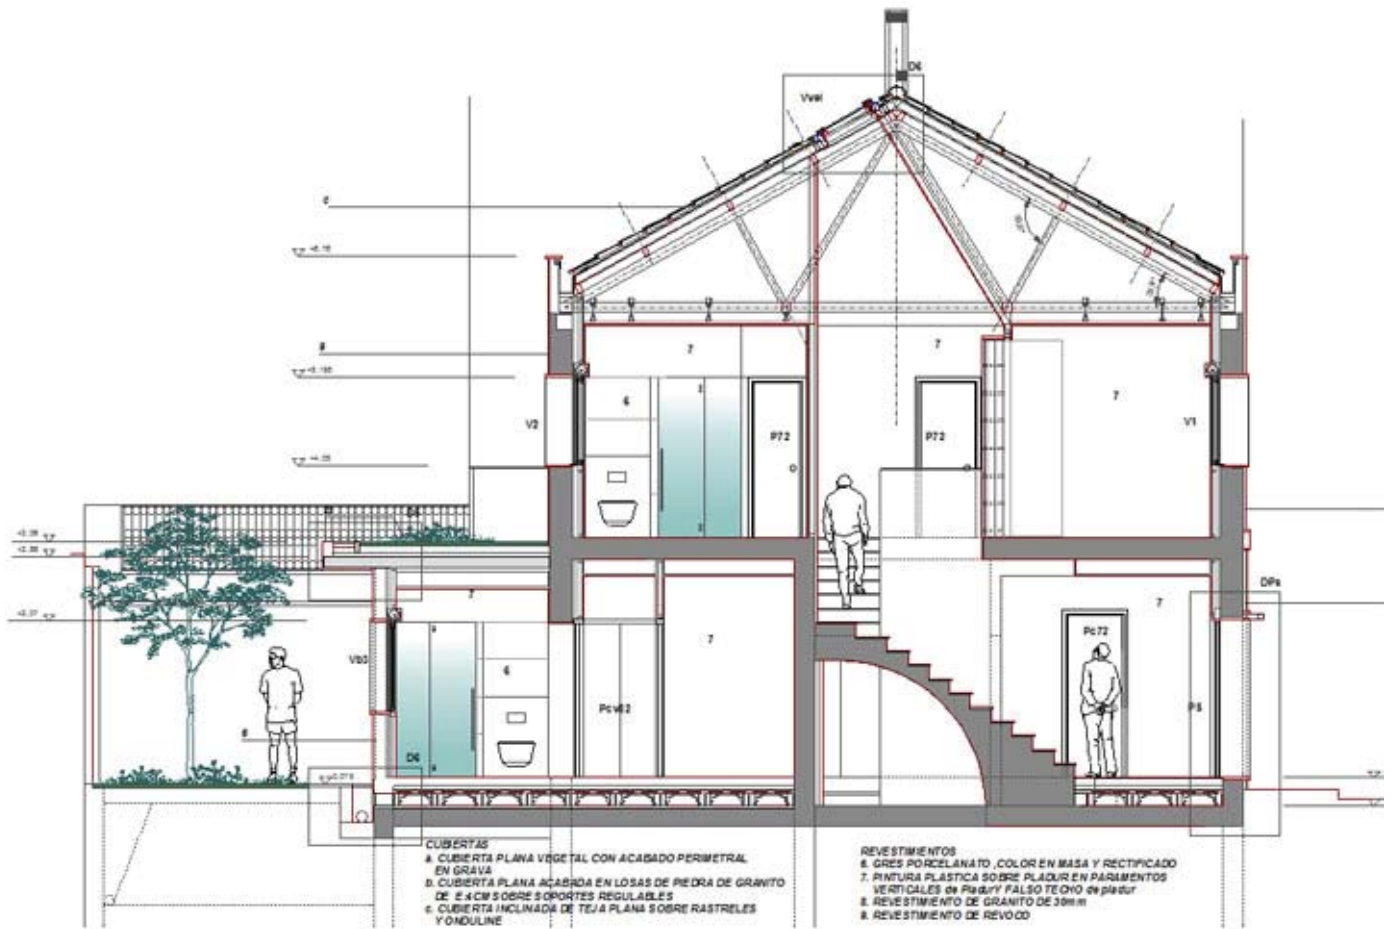 D6
Vvel
c
7
7
6
7
V2
P72
P72
V1
DPs
7
7
Pc72
7
Vb3
6
Pcv82
P5
D6
CUBIERTAS
a. CUBIERTA PLANA VEGETAL CON ACABADO PERIMETRAL
EN GRAVA
b. CUBIERTA PLANA ACABADA EN LOSAS DE PIEDRA DE GRANITO
DE E:4CM SOBRE SOPORTES REGULABLES
c. CUBIERTA INCLINADA DE TEJA PLANA SOBRE RASTRELES
Y ONDULINE
REVESTIMIENTOS
6. GRES PORCELANATO ,COLOR EN MASA Y RECTIFICADO
7. PINTURA PLASTICA SOBRE PLADUR EN PARAMENTOS
VERTICALES de PladurY FALSO TECHO de pladur
8. REVESTIMIENTO DE GRANITO DE 30mm
9. REVESTIMIENTO DE REVOCO